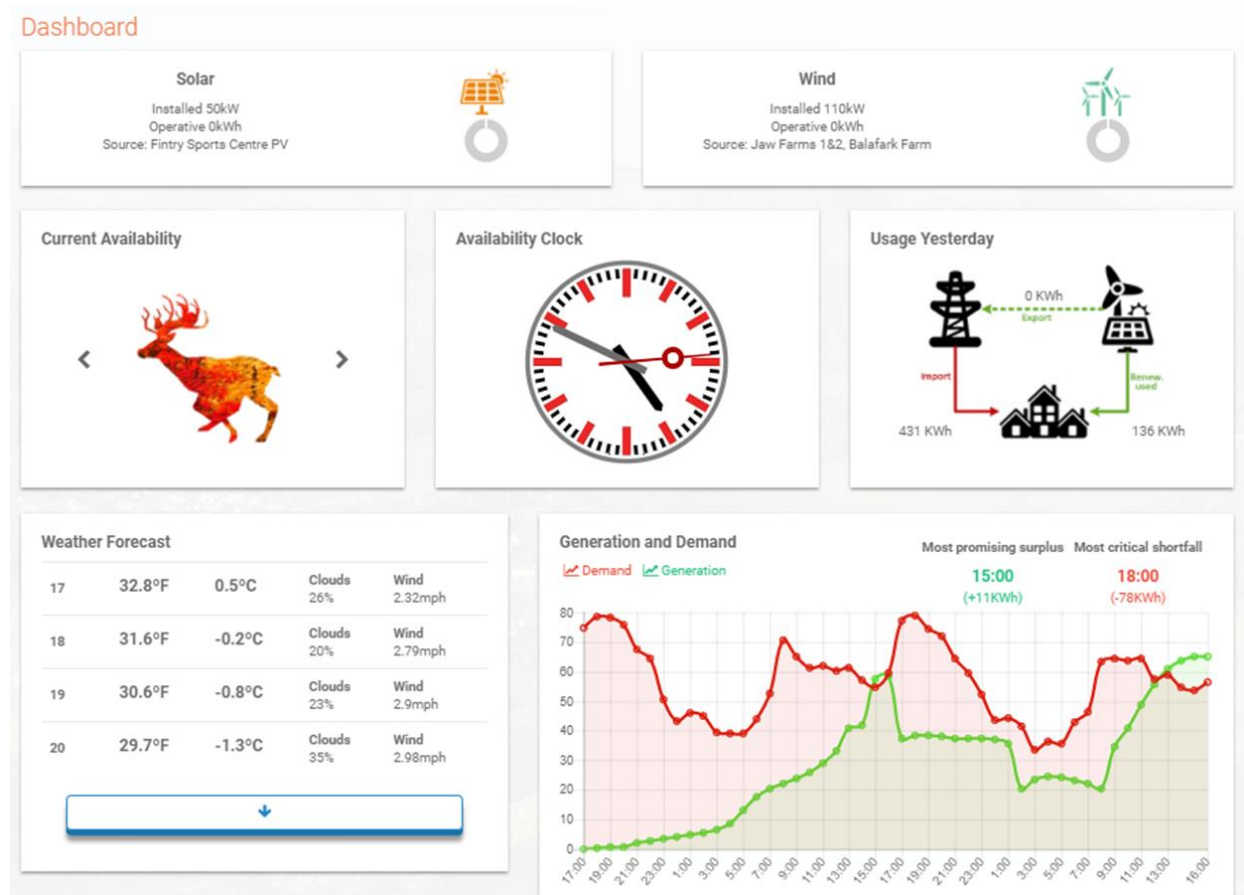 Dashboard
Solar
Installed 50kW
Operative 0kWh
Source: Fintry Sports Centre PV
Wind
Installed 110kW
Operative 0kWh
Source: Jaw Farms 1&2, Balafark Farm
Current Availability
Availability Clock
Usage Yesterday
0 KWh
Export
Import
Renew.
used
431 KWh
136 KWh
Weather Forecast
17 32.8ºF 0.5ºC Clouds Wind
26% 2.32mph
18 31.6ºF -0.2ºC Clouds Wind
20% 2.79mph
19 30.6ºF -0.8ºC Clouds Wind
23% 2.9mph
20 29.7ºF -1.3ºC Clouds Wind
35% 2.98mph
Generation and Demand
Demand Generation
Most promising surplus Most critical shortfall
15:00 18:00
(+11KWh) (-78KWh)
80
70
60
50
40
30
20
10
0
17:00 19:00 21:00 23:00 1:00 3:00 5:00 7:00 9:00 11:00 13:00 15:00 17:00 19:00 21:00 23:00 1:00 3:00 5:00 7:00 9:00 11:00 13:00 16:00